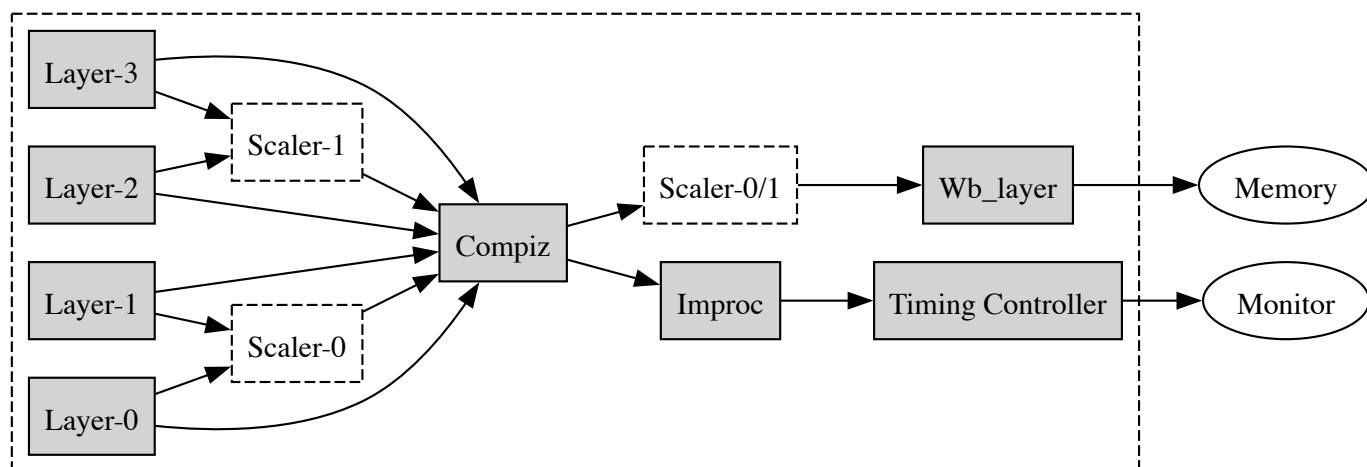 Layer-3
Scaler-1
Layer-2
Scaler-0/1
Wb_layer
Memory
Compiz
Layer-1
Improc
Timing Controller
Monitor
Scaler-0
Layer-0